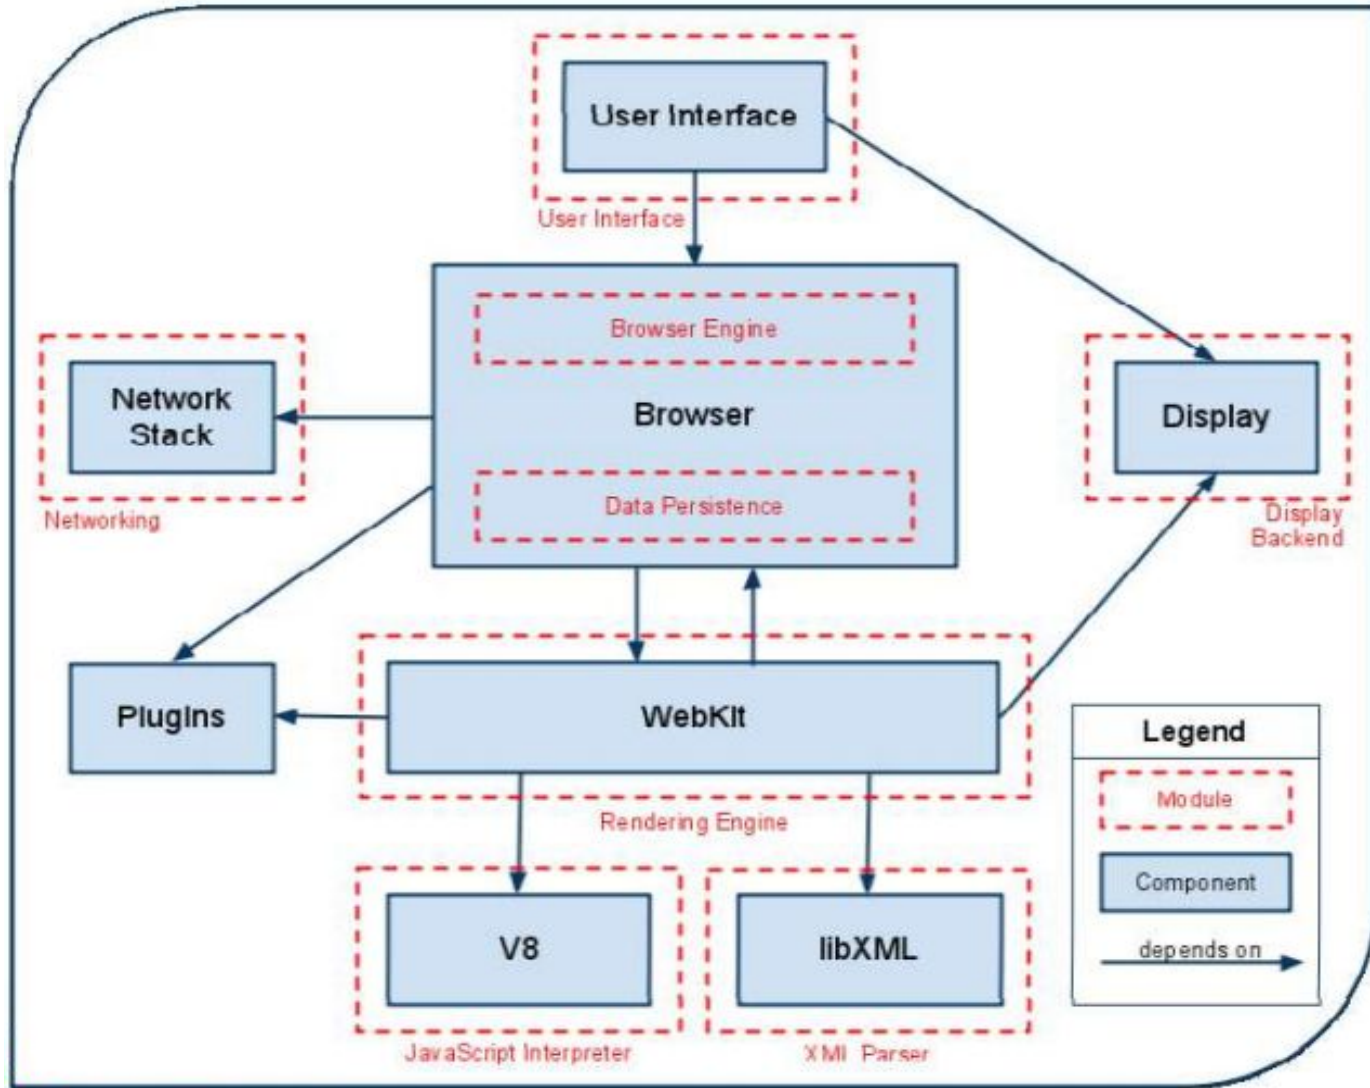 User Interface
User Interface
Browser Engine
Browser
Data Persistence
Network
Stack
Networking
Display
Display
Backend
Plugins
WebKit
Rendering Engine
V8
JavaScript Interpreter
libXML
XML Parser
Legend
Module
Component
depends on